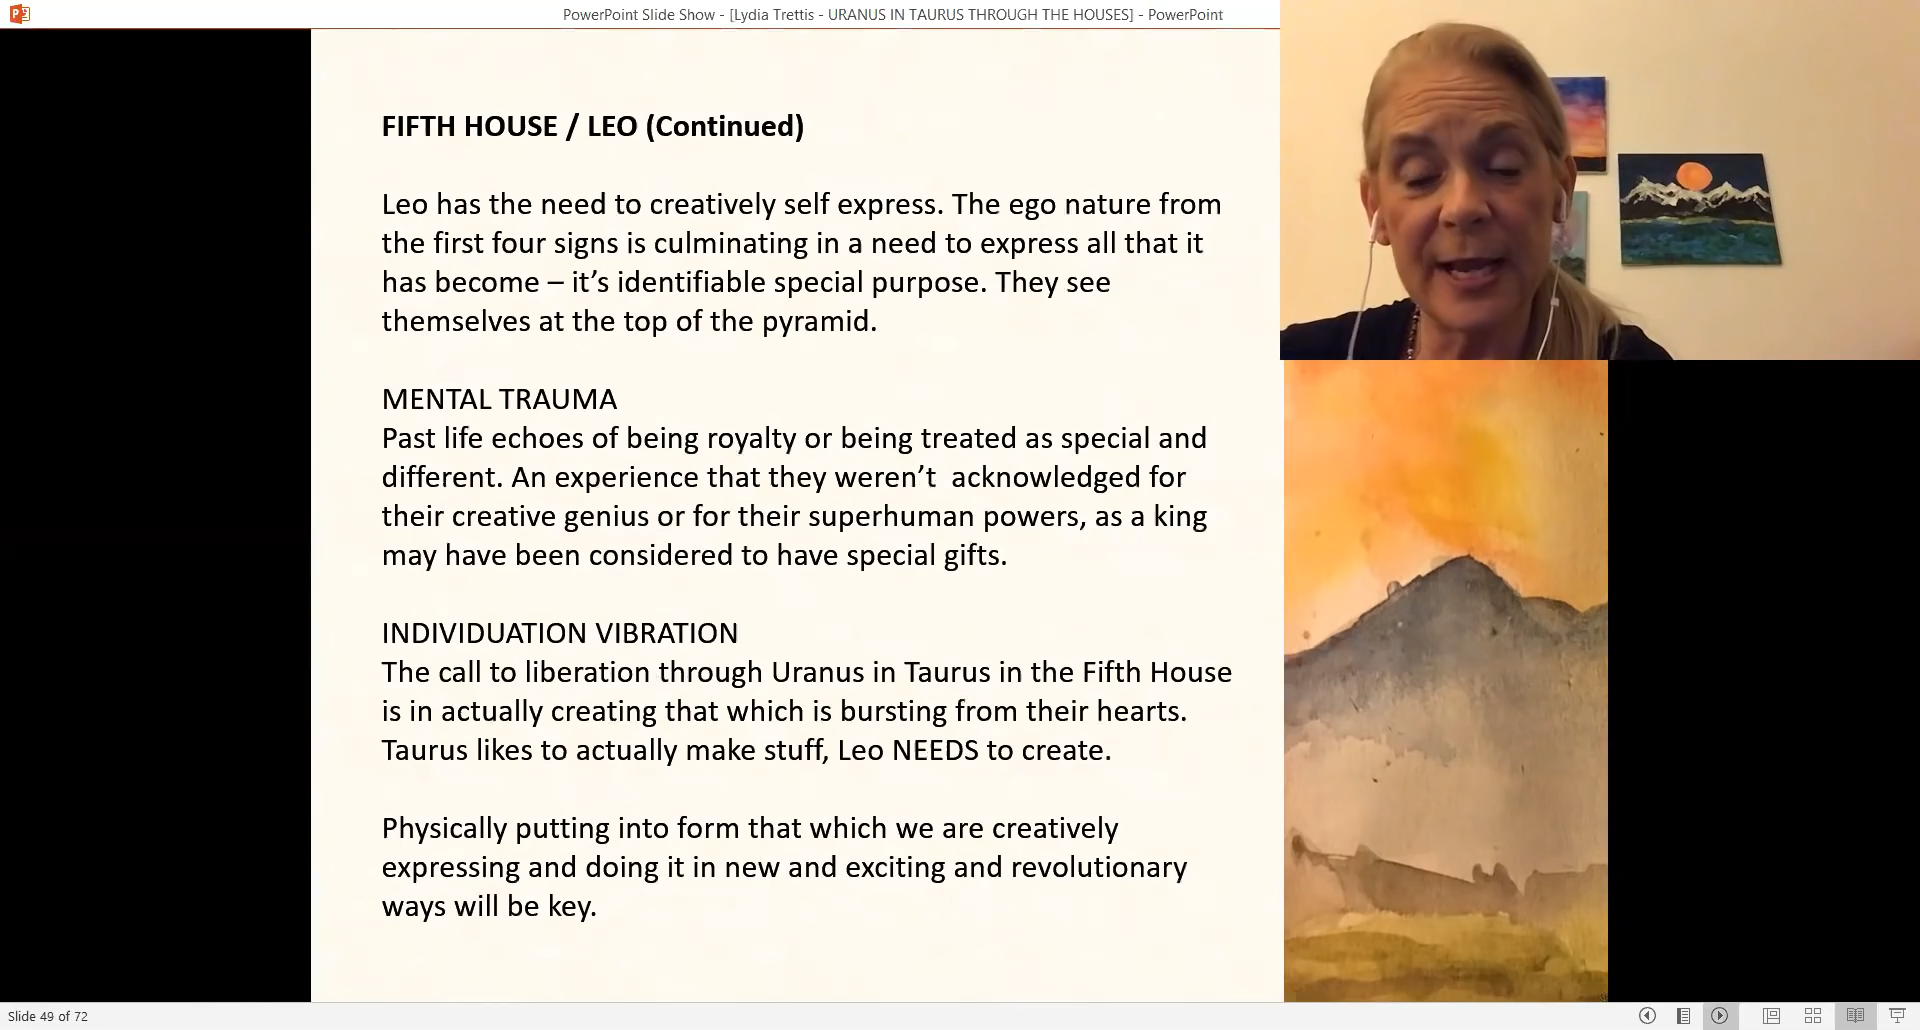 PowerPoint Slide Show - [Lydia Trettis - URANUS IN TAURUS THROUGH THE HOUSES] - PowerPoint
FIFTH HOUSE / LEO (Continued)
Leo has the need to creatively self express. The ego nature from
the first four signs is culminating in a need to express all that it
has become – it’s identifiable special purpose. They see
themselves at the top of the pyramid.
MENTAL TRAUMA
Past life echoes of being royalty or being treated as special and
different. An experience that they weren’t  acknowledged for
their creative genius or for their superhuman powers, as a king
may have been considered to have special gifts.
INDIVIDUATION VIBRATION
The call to liberation through Uranus in Taurus in the Fifth House
is in actually creating that which is bursting from their hearts.
Taurus likes to actually make stuff, Leo NEEDS to create.
Physically putting into form that which we are creatively
expressing and doing it in new and exciting and revolutionary
ways will be key.
Slide 49 of 72